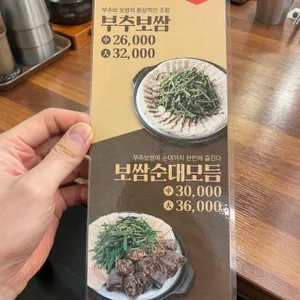 부추와 보쌈의 환상적인 조합
부추보쌈
中 26,000
大 32,000
부추보쌈에 순대까지 한번에 즐긴다
보쌈순대모듬
中 30,000
大 36,000